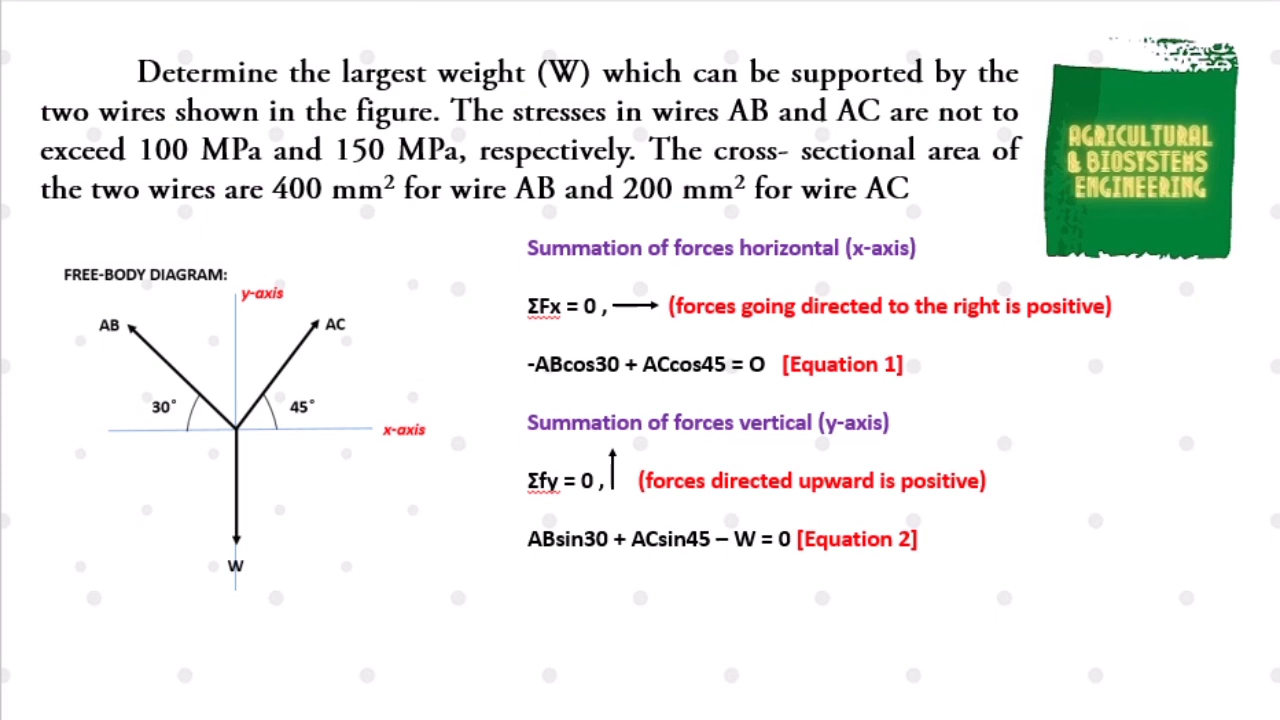 Determine the largest weight (W) which can be supported by the
two wires shown in the figure. The stresses in wires AB and AC are not to
exceed 100 MPa and 150 MPa, respectively. The cross- sectional area of
the two wires are 400 mm² for wire AB and 200 mm² for wire AC
AGRICULTURAL
& BIOSYSTEMS
ENGINEERING
FREE-BODY DIAGRAM:
y-axis
AB
AC
30°
45°
x-axis
W
Summation of forces horizontal (x-axis)
ΣFx = 0 , → (forces going directed to the right is positive)
-ABcos30 + ACcos45 = O [Equation 1]
Summation of forces vertical (y-axis)
Σfy = 0 , ↑ (forces directed upward is positive)
ABsin30 + ACsin45 – W = 0 [Equation 2]